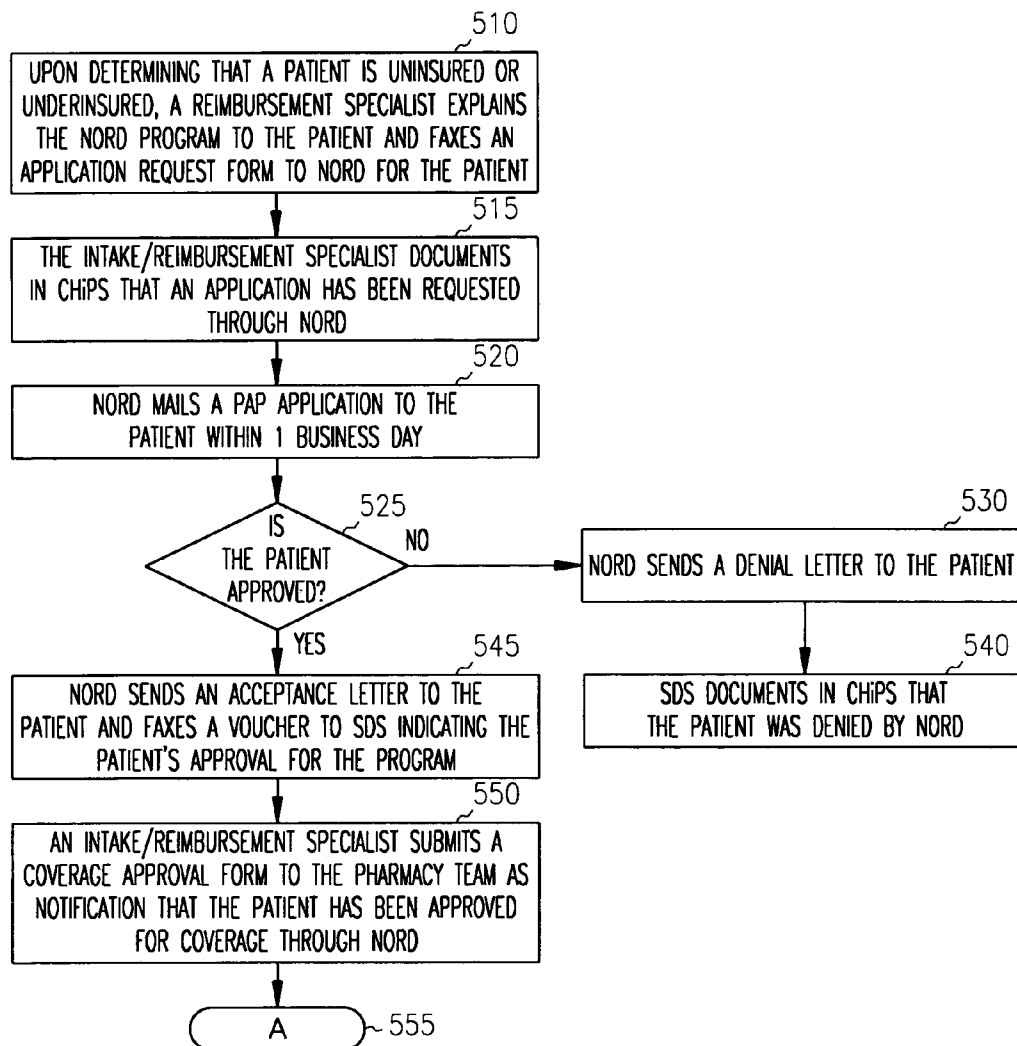 510
UPON DETERMINING THAT A PATIENT IS UNINSURED OR
UNDERINSURED, A REIMBURSEMENT SPECIALIST EXPLAINS
THE NORD PROGRAM TO THE PATIENT AND FAXES AN
APPLICATION REQUEST FORM TO NORD FOR THE PATIENT
515
THE INTAKE/REIMBURSEMENT SPECIALIST DOCUMENTS
IN CHiPS THAT AN APPLICATION HAS BEEN REQUESTED
THROUGH NORD
520
NORD MAILS A PAP APPLICATION TO THE
PATIENT WITHIN 1 BUSINESS DAY
525
IS
THE PATIENT
APPROVED?
NO
530
NORD SENDS A DENIAL LETTER TO THE PATIENT
540
SDS DOCUMENTS IN CHiPS THAT
THE PATIENT WAS DENIED BY NORD
YES
545
NORD SENDS AN ACCEPTANCE LETTER TO THE
PATIENT AND FAXES A VOUCHER TO SDS INDICATING THE
PATIENT'S APPROVAL FOR THE PROGRAM
550
AN INTAKE/REIMBURSEMENT SPECIALIST SUBMITS A
COVERAGE APPROVAL FORM TO THE PHARMACY TEAM AS
NOTIFICATION THAT THE PATIENT HAS BEEN APPROVED
FOR COVERAGE THROUGH NORD
A
555